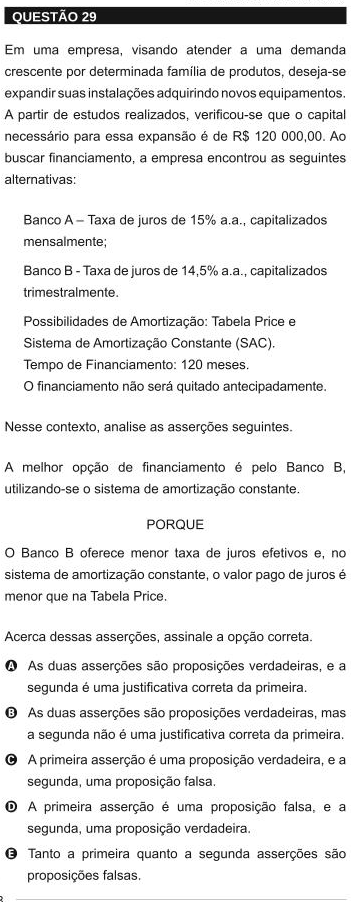 QUESTÃO 29
Em uma empresa, visando atender a uma demanda
crescente por determinada família de produtos, deseja-se
expandir suas instalações adquirindo novos equipamentos.
A partir de estudos realizados, verificou-se que o capital
necessário para essa expansão é de R$ 120 000,00. Ao
buscar financiamento, a empresa encontrou as seguintes
alternativas:
Banco A – Taxa de juros de 15% a.a., capitalizados
mensalmente;
Banco B - Taxa de juros de 14,5% a.a., capitalizados
trimestralmente.
Possibilidades de Amortização: Tabela Price e
Sistema de Amortização Constante (SAC).
Tempo de Financiamento: 120 meses.
O financiamento não será quitado antecipadamente.
Nesse contexto, analise as asserções seguintes.
A melhor opção de financiamento é pelo Banco B,
utilizando-se o sistema de amortização constante.
PORQUE
O Banco B oferece menor taxa de juros efetivos e, no
sistema de amortização constante, o valor pago de juros é
menor que na Tabela Price.
Acerca dessas asserções, assinale a opção correta.
A As duas asserções são proposições verdadeiras, e a
segunda é uma justificativa correta da primeira.
B As duas asserções são proposições verdadeiras, mas
a segunda não é uma justificativa correta da primeira.
C A primeira asserção é uma proposição verdadeira, e a
segunda, uma proposição falsa.
D A primeira asserção é uma proposição falsa, e a
segunda, uma proposição verdadeira.
E Tanto a primeira quanto a segunda asserções são
proposições falsas.